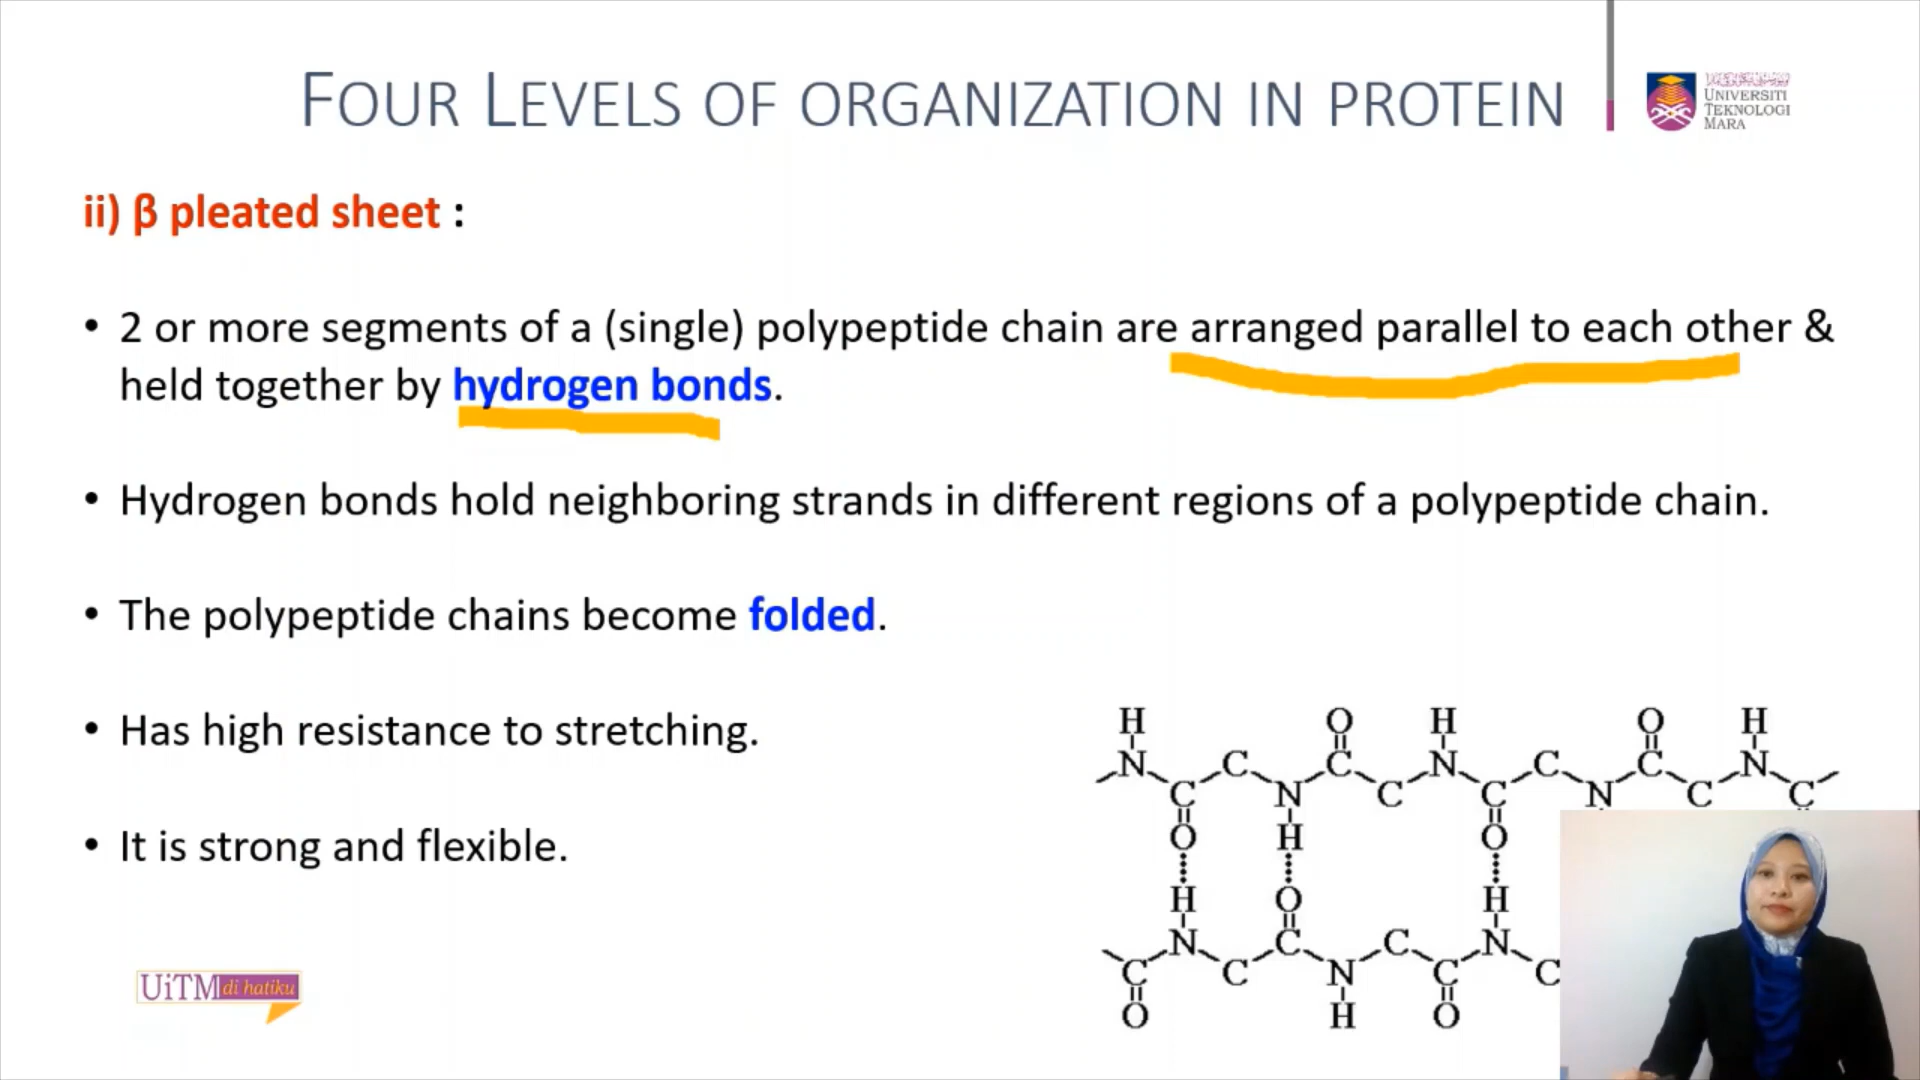 FOUR LEVELS OF ORGANIZATION IN PROTEIN
UNIVERSITI
TEKNOLOGI
MARA
ii) β pleated sheet :
• 2 or more segments of a (single) polypeptide chain are arranged parallel to each other &
held together by hydrogen bonds.
• Hydrogen bonds hold neighboring strands in different regions of a polypeptide chain.
• The polypeptide chains become folded.
• Has high resistance to stretching.
• It is strong and flexible.
H O H O H
N C C N C N C
C N C C N C C
O H O
H O H
N C C N
C C N C C
O H O
UiTM di hatiku